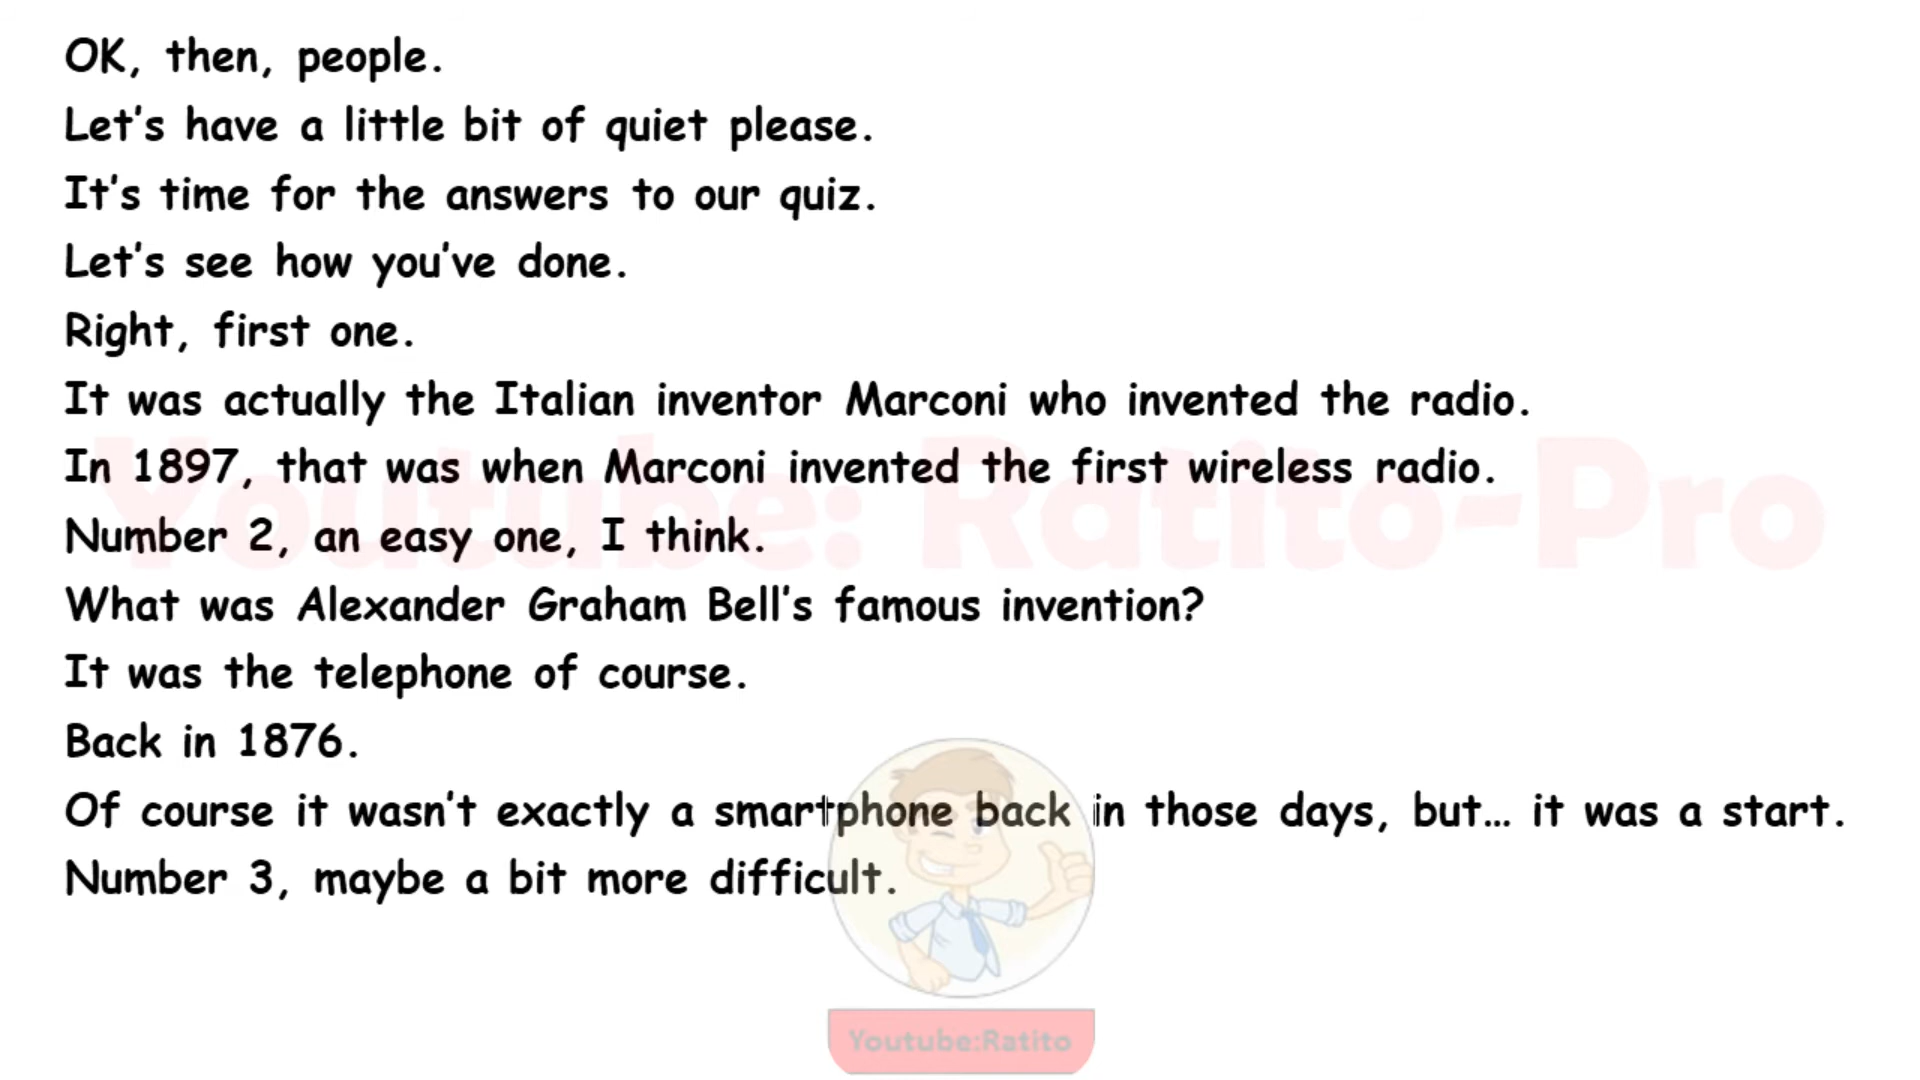 OK, then, people.
Let's have a little bit of quiet please.
It's time for the answers to our quiz.
Let's see how you've done.
Right, first one.
It was actually the Italian inventor Marconi who invented the radio.
In 1897, that was when Marconi invented the first wireless radio.
Number 2, an easy one, I think.
What was Alexander Graham Bell's famous invention?
It was the telephone of course.
Back in 1876.
Of course it wasn't exactly a smartphone back in those days, but... it was a start.
Number 3, maybe a bit more difficult.
Youtube: Ratito-Pro
Youtube:Ratito